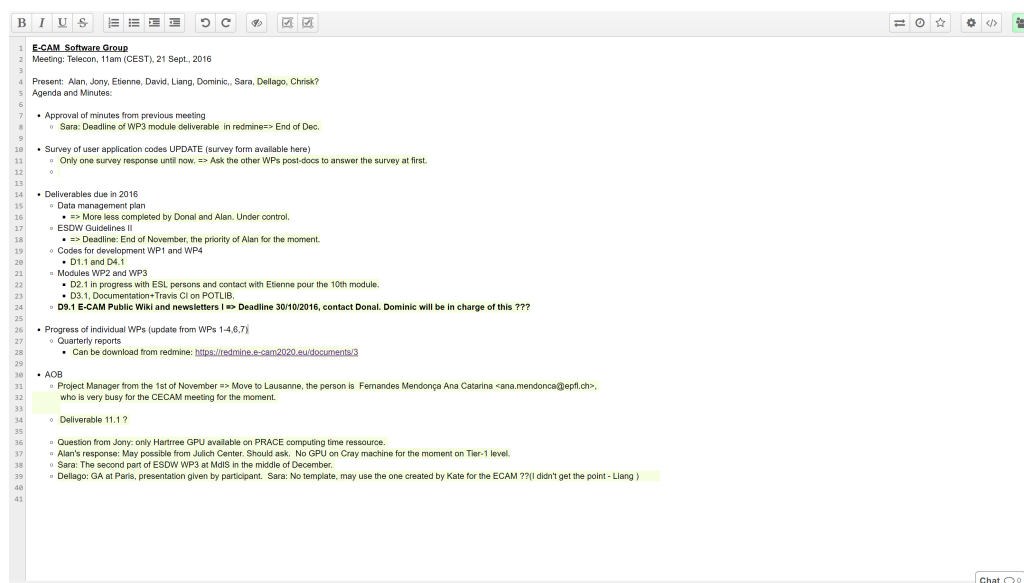 E-CAM Software Group
Meeting: Telecon, 11am (CEST), 21 Sept., 2016
Present: Alan, Jony, Etienne, David, Liang, Dominic,, Sara, Dellago, Chrisk?
Agenda and Minutes:
Approval of minutes from previous meeting
Sara: Deadline of WP3 module deliverable in redmine=> End of Dec.
Survey of user application codes UPDATE (survey form available here)
Only one survey response until now. => Ask the other WPs post-docs to answer the survey at first.
Deliverables due in 2016
Data management plan
=> More less completed by Donal and Alan. Under control.
ESDW Guidelines II
=> Deadline: End of November, the priority of Alan for the moment.
Codes for development WP1 and WP4
D1.1 and D4.1
Modules WP2 and WP3
D2.1 in progress with ESL persons and contact with Etienne pour the 10th module.
D3.1, Documentation+Travis CI on POTLIB.
D9.1 E-CAM Public Wiki and newsletters I => Deadline 30/10/2016, contact Donal. Dominic will be in charge of this ???
Progress of individual WPs (update from WPs 1-4,6,7)
Quarterly reports
Can be download from redmine: https://redmine.e-cam2020.eu/documents/3
AOB
Project Manager from the 1st of November => Move to Lausanne, the person is Fernandes Mendonça Ana Catarina <ana.mendonca@epfl.ch>,
who is very busy for the CECAM meeting for the moment.
Deliverable 11.1 ?
Question from Jony: only Hartrree GPU available on PRACE computing time ressource.
Alan's response: May possible from Julich Center. Should ask. No GPU on Cray machine for the moment on Tier-1 level.
Sara: The second part of ESDW WP3 at MdlS in the middle of December.
Dellago: GA at Paris, presentation given by participant. Sara: No template, may use the one created by Kate for the ECAM ??(I didn't get the point - Liang )
Chat